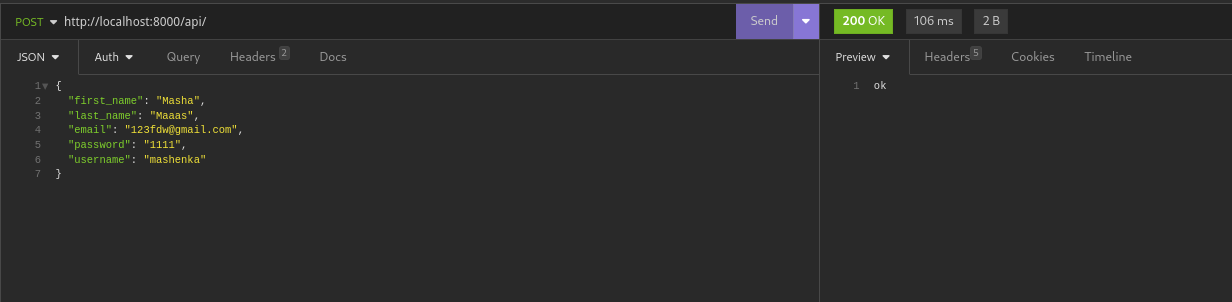 POST http://localhost:8000/api/ Send 200 OK 106 ms 2 B
JSON Auth Query Headers 2 Docs Preview Headers 5 Cookies Timeline
1 {
2 "first_name": "Masha",
3 "last_name": "Maaas",
4 "email": "123fdw@gmail.com",
5 "password": "1111",
6 "username": "mashenka"
7 }
1 ok